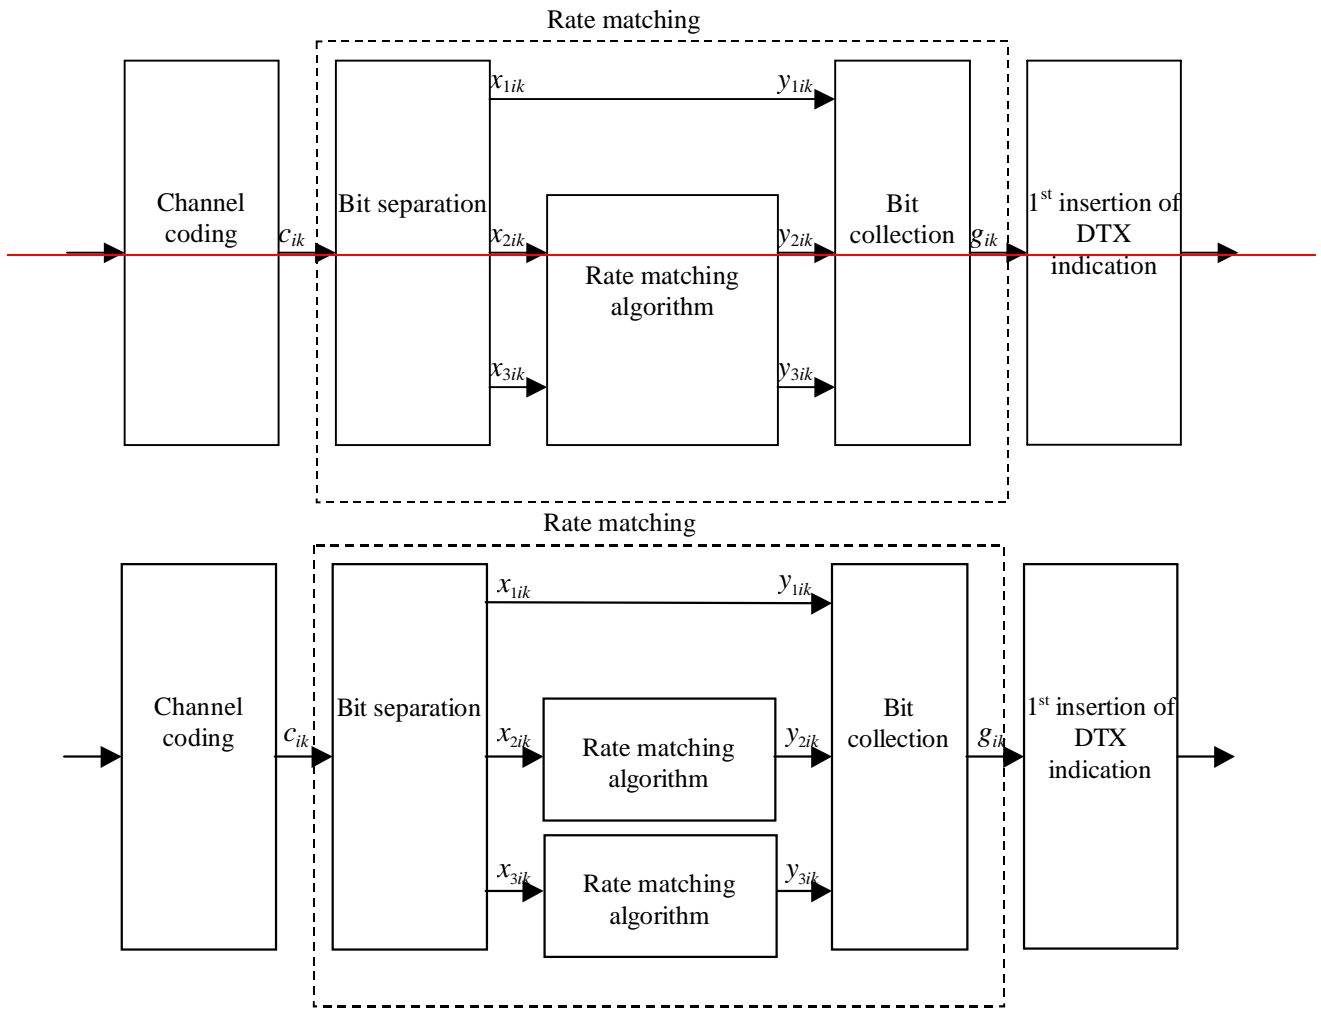 Rate matching
x1ik
y1ik
Channel
coding
cik
Bit separation
x2ik
Rate matching
algorithm
y2ik
Bit
collection
gik
1st insertion of
DTX
indication
x3ik
y3ik
Rate matching
x1ik
y1ik
Channel
coding
cik
Bit separation
x2ik
Rate matching
algorithm
y2ik
Bit
collection
gik
1st insertion of
DTX
indication
x3ik
Rate matching
algorithm
y3ik